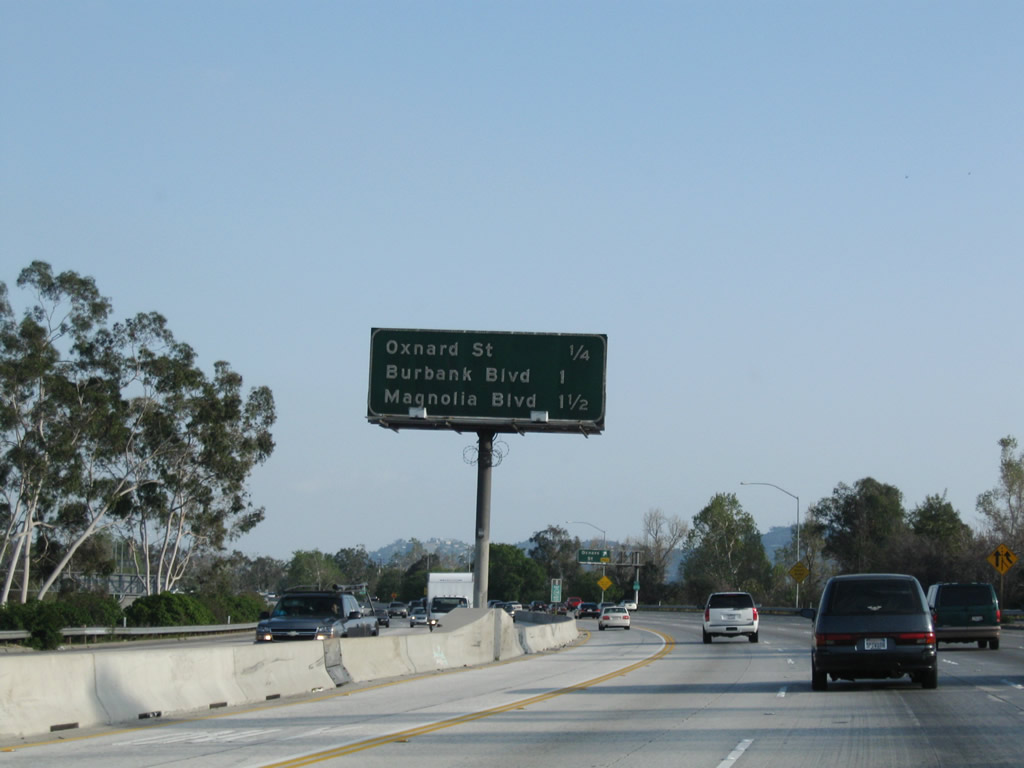 Oxnard St 1/4
Burbank Blvd 1
Magnolia Blvd 1 1/2